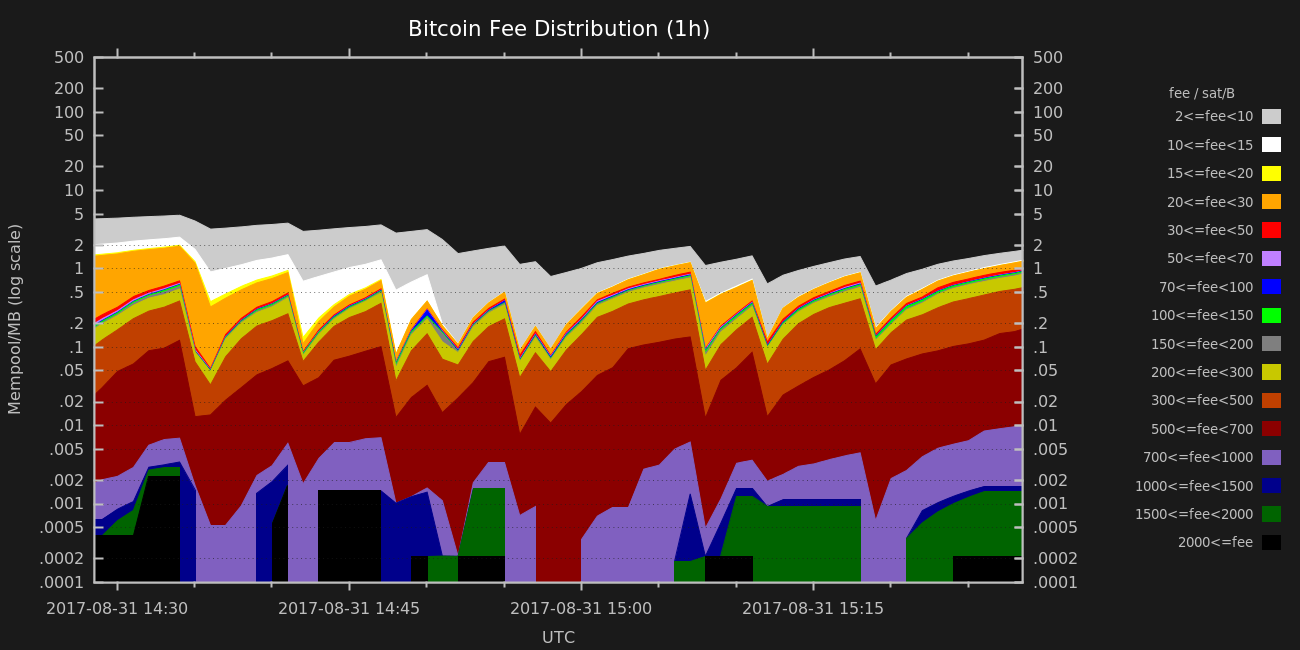 Bitcoin Fee Distribution (1h)
500 500
200 200
100 100
50 50
20 20
10 10
5 5
2 2
1 1
.5 .5
.2 .2
.1 .1
.05 .05
.02 .02
.01 .01
.005 .005
.002 .002
.001 .001
.0005 .0005
.0002 .0002
.0001 .0001
Mempool/MB (log scale)
2017-08-31 14:30 2017-08-31 14:45 2017-08-31 15:00 2017-08-31 15:15
UTC
fee / sat/B
2<=fee<10
10<=fee<15
15<=fee<20
20<=fee<30
30<=fee<50
50<=fee<70
70<=fee<100
100<=fee<150
150<=fee<200
200<=fee<300
300<=fee<500
500<=fee<700
700<=fee<1000
1000<=fee<1500
1500<=fee<2000
2000<=fee